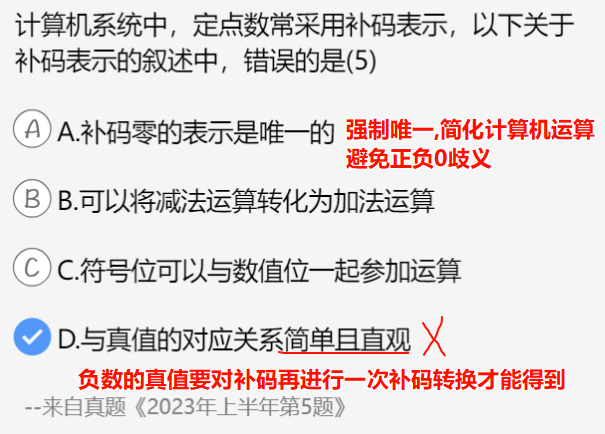 计算机系统中，定点数常采用补码表示，以下关于
补码表示的叙述中，错误的是(5)
A A.补码零的表示是唯一的 强制唯一,简化计算机运算
避免正负0歧义
B B.可以将减法运算转化为加法运算
C C.符号位可以与数值位一起参加运算
D.与真值的对应关系简单且直观
负数的真值要对补码再进行一次补码转换才能得到
--来自真题《2023年上半年第5题》